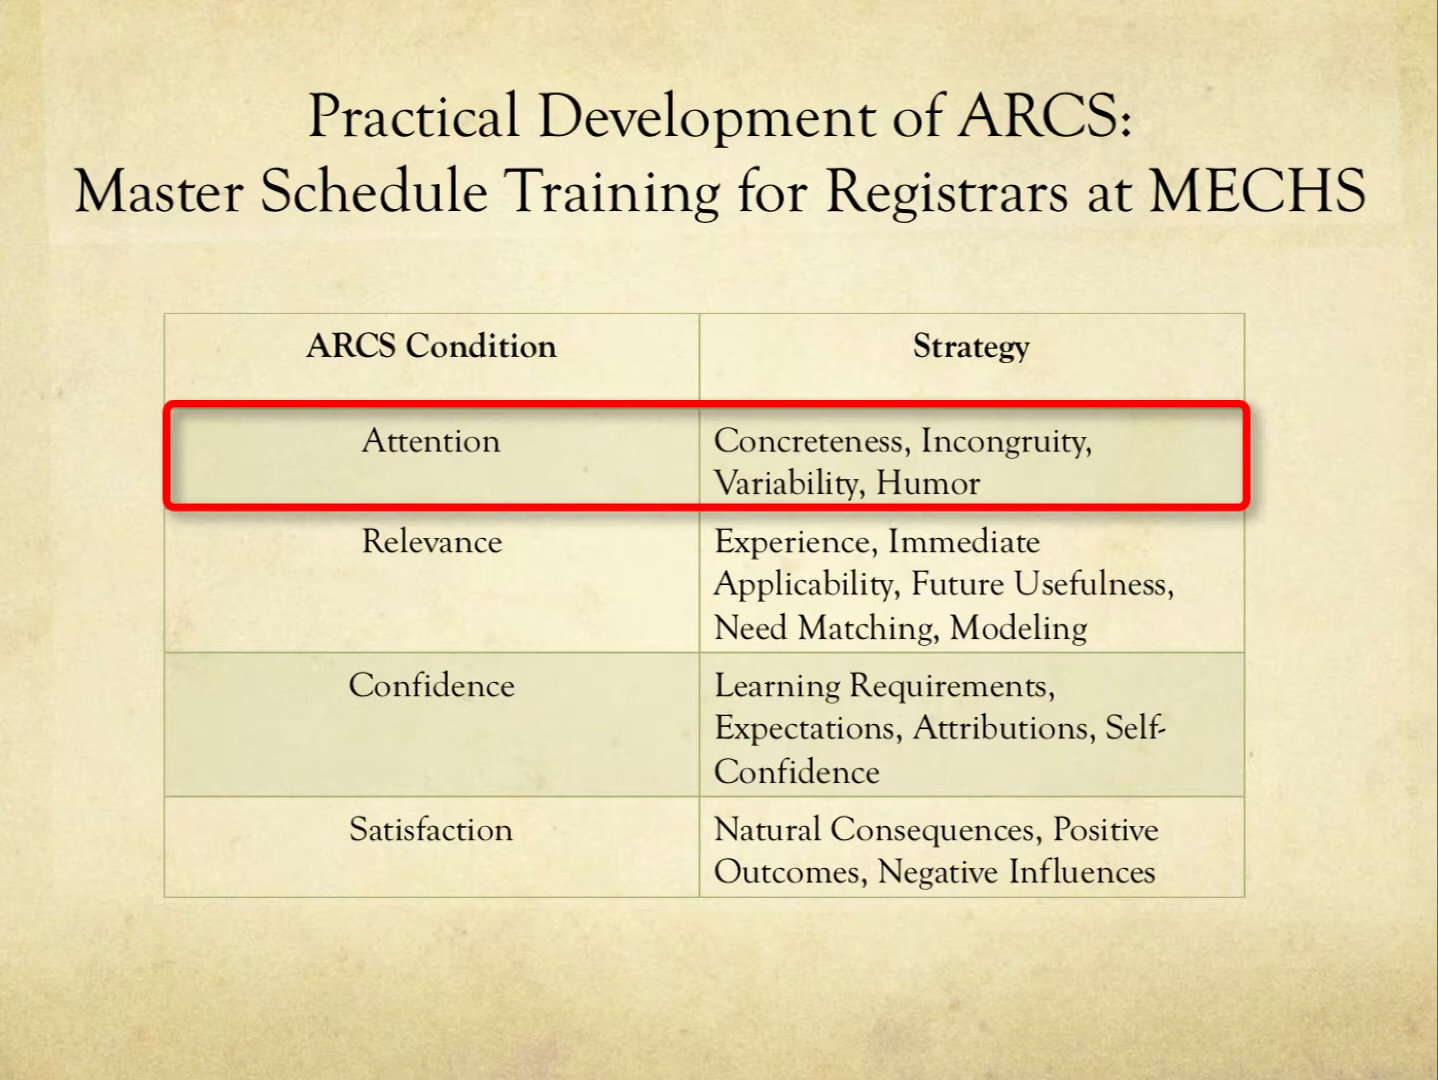 Practical Development of ARCS:
Master Schedule Training for Registrars at MECHS
ARCS Condition
Strategy
Attention
Concreteness, Incongruity,
Variability, Humor
Relevance
Experience, Immediate
Applicability, Future Usefulness,
Need Matching, Modeling
Confidence
Learning Requirements,
Expectations, Attributions, Self-
Confidence
Satisfaction
Natural Consequences, Positive
Outcomes, Negative Influences